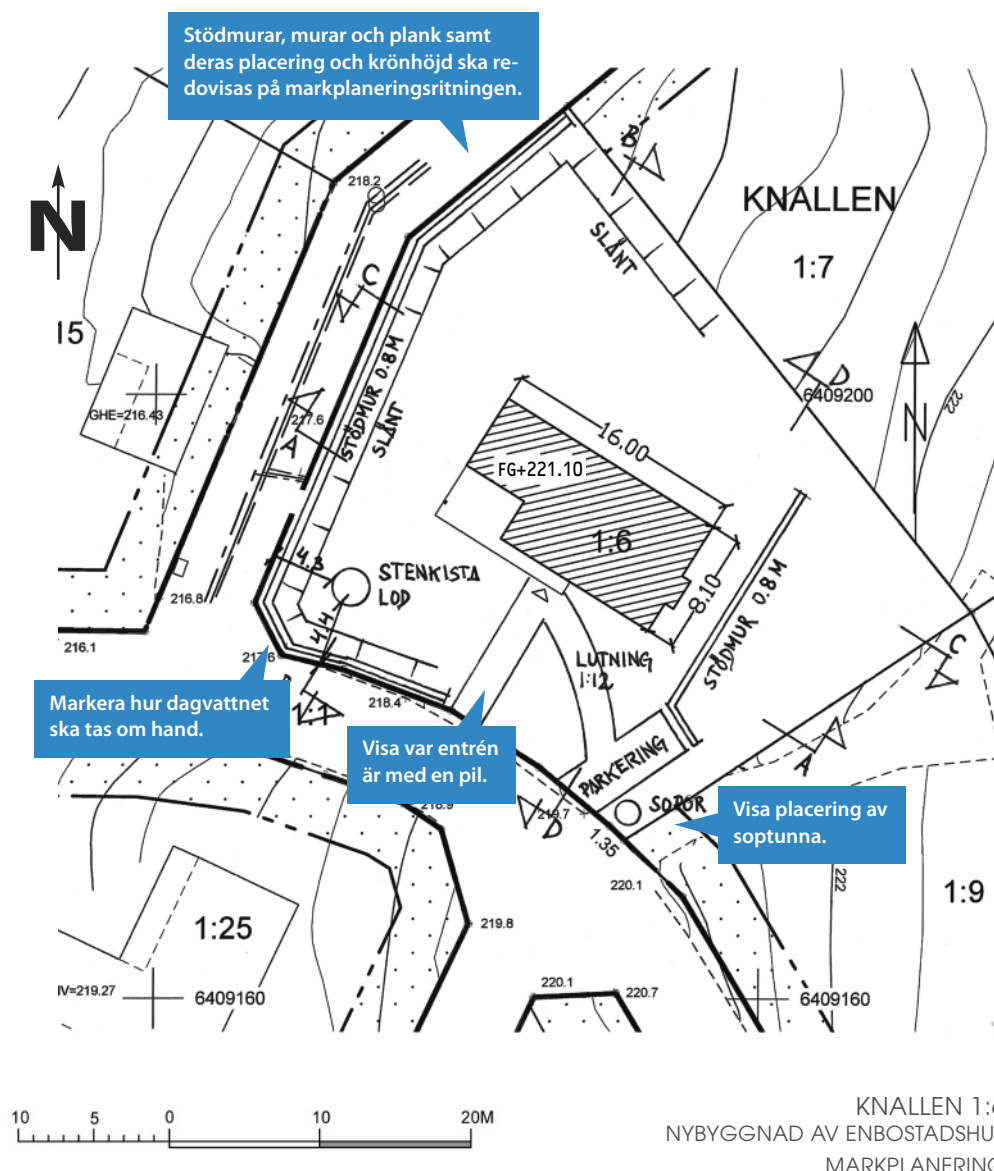 Stödmurar, murar och plank samt
deras placering och krönhöjd ska re-
dovisas på markplaneringsritningen.
218.2
B
KNALLEN
1:7
N
SLÄNT
C
15
D
6409200
222
N
GHE=216.43
217.6
A
STÖDMUR 0.8M
SLÄNT
16.00
FG+221.10
1:6
8.10
4.3
STENKISTA
LOD
STÖDMUR 0.8M
216.8
4.4
LUTNING
1:12
C
216.1
217.6
Markera hur dagvattnet
ska tas om hand.
218.4
Visa var entrén
är med en pil.
PARKERING
A
SOPOR
Visa placering av
soptunna.
218.9
D
219.7
1.35
220.1
222
1:9
1:25
219.8
IV=219.27
6409160
220.1
220.7
6409160
10 5 0 10 20M
KNALLEN 1:
NYBYGGNAD AV ENBOSTADSHU
MARKPLANERING